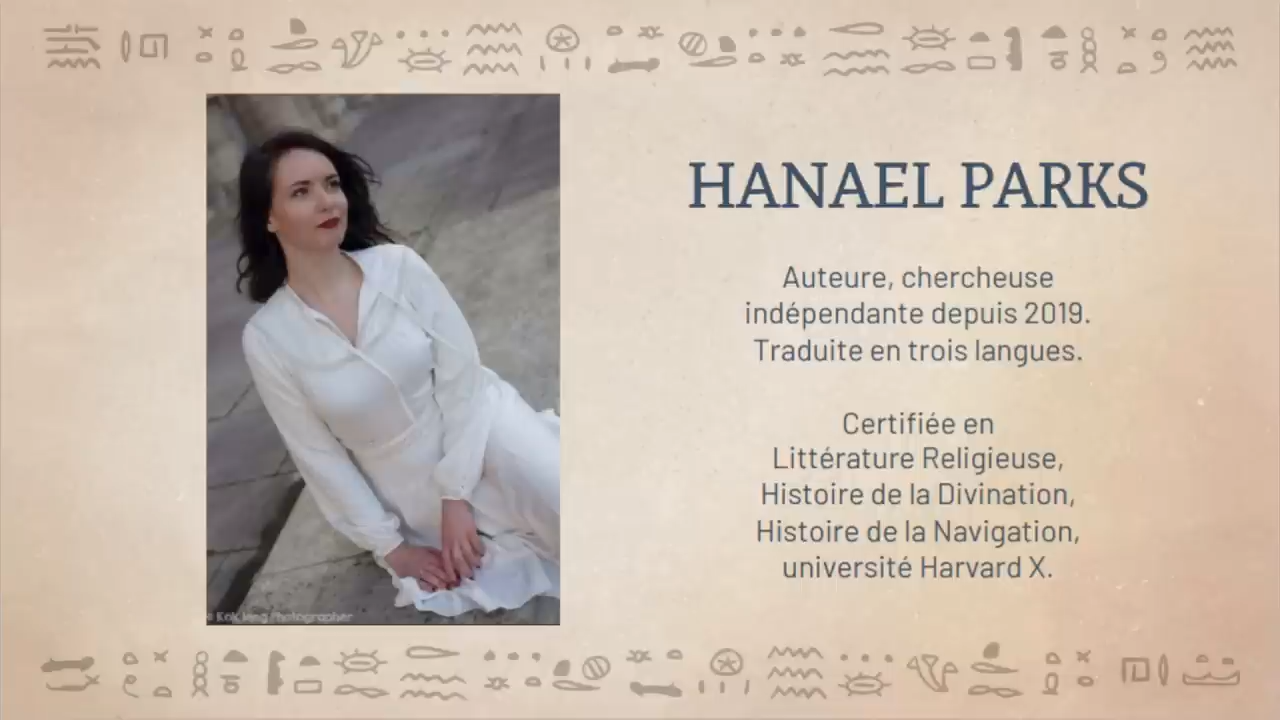 HANAEL PARKS
Auteure, chercheuse
indépendante depuis 2019.
Traduite en trois langues.
Certifiée en
Littérature Religieuse,
Histoire de la Divination,
Histoire de la Navigation,
université Harvard X.
Photographer